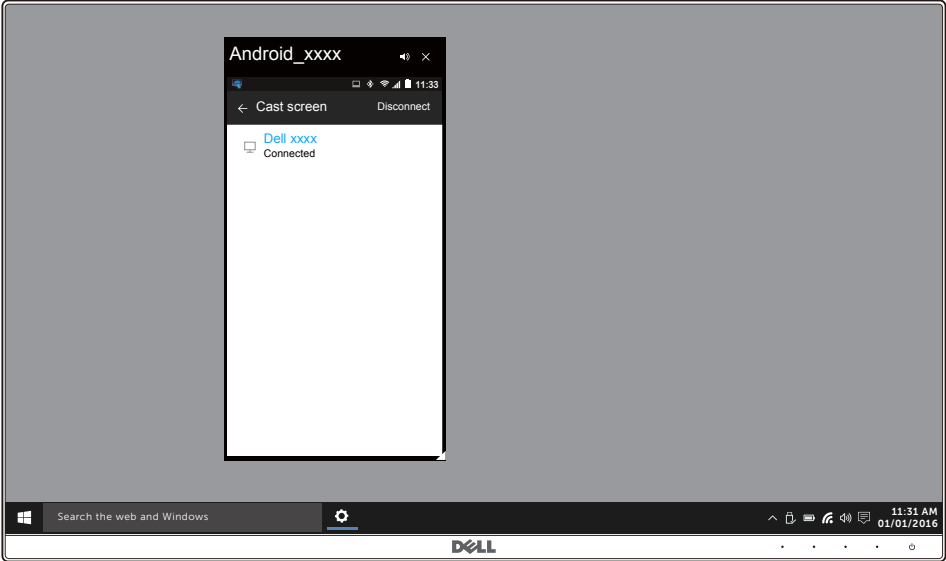 Android_xxxx
11:33
Cast screen
Disconnect
Dell xxxx
Connected
Search the web and Windows
11:31 AM
01/01/2016
DELL